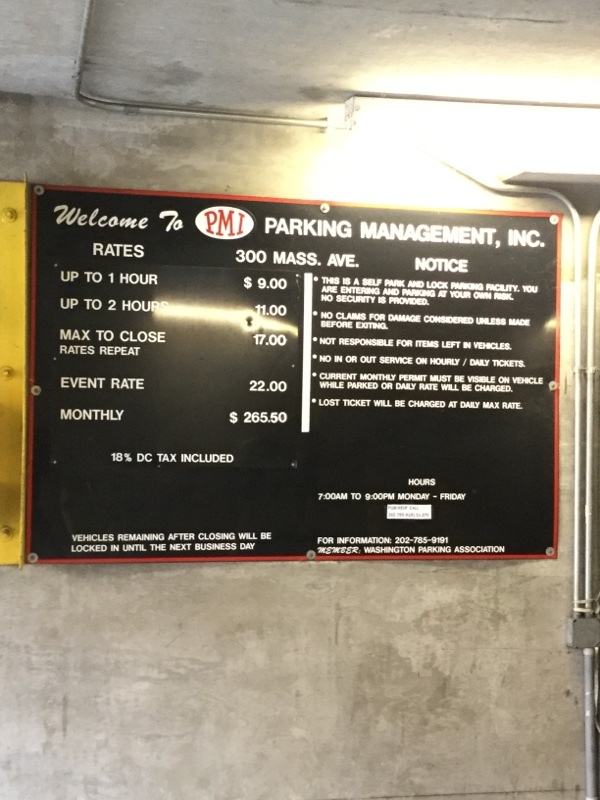 Welcome To PMI PARKING MANAGEMENT, INC.
300 MASS. AVE.
RATES
UP TO 1 HOUR $ 9.00
UP TO 2 HOURS 11.00
MAX TO CLOSE 17.00
RATES REPEAT
EVENT RATE 22.00
MONTHLY $ 265.50
18% DC TAX INCLUDED
VEHICLES REMAINING AFTER CLOSING WILL BE
LOCKED IN UNTIL THE NEXT BUSINESS DAY
NOTICE
• THIS IS A SELF PARK AND LOCK PARKING FACILITY. YOU
ARE ENTERING AND PARKING AT YOUR OWN RISK.
NO SECURITY IS PROVIDED.
• NO CLAIMS FOR DAMAGE CONSIDERED UNLESS MADE
BEFORE EXITING.
• NOT RESPONSIBLE FOR ITEMS LEFT IN VEHICLES.
• NO IN OR OUT SERVICE ON HOURLY / DAILY TICKETS.
• CURRENT MONTHLY PERMIT MUST BE VISIBLE ON VEHICLE
WHILE PARKED OR DAILY RATE WILL BE CHARGED.
• LOST TICKET WILL BE CHARGED AT DAILY MAX RATE.
HOURS
7:00AM TO 9:00PM MONDAY - FRIDAY
FOR HELP CALL
FOR INFORMATION: 202-785-9191
MEMBER: WASHINGTON PARKING ASSOCIATION